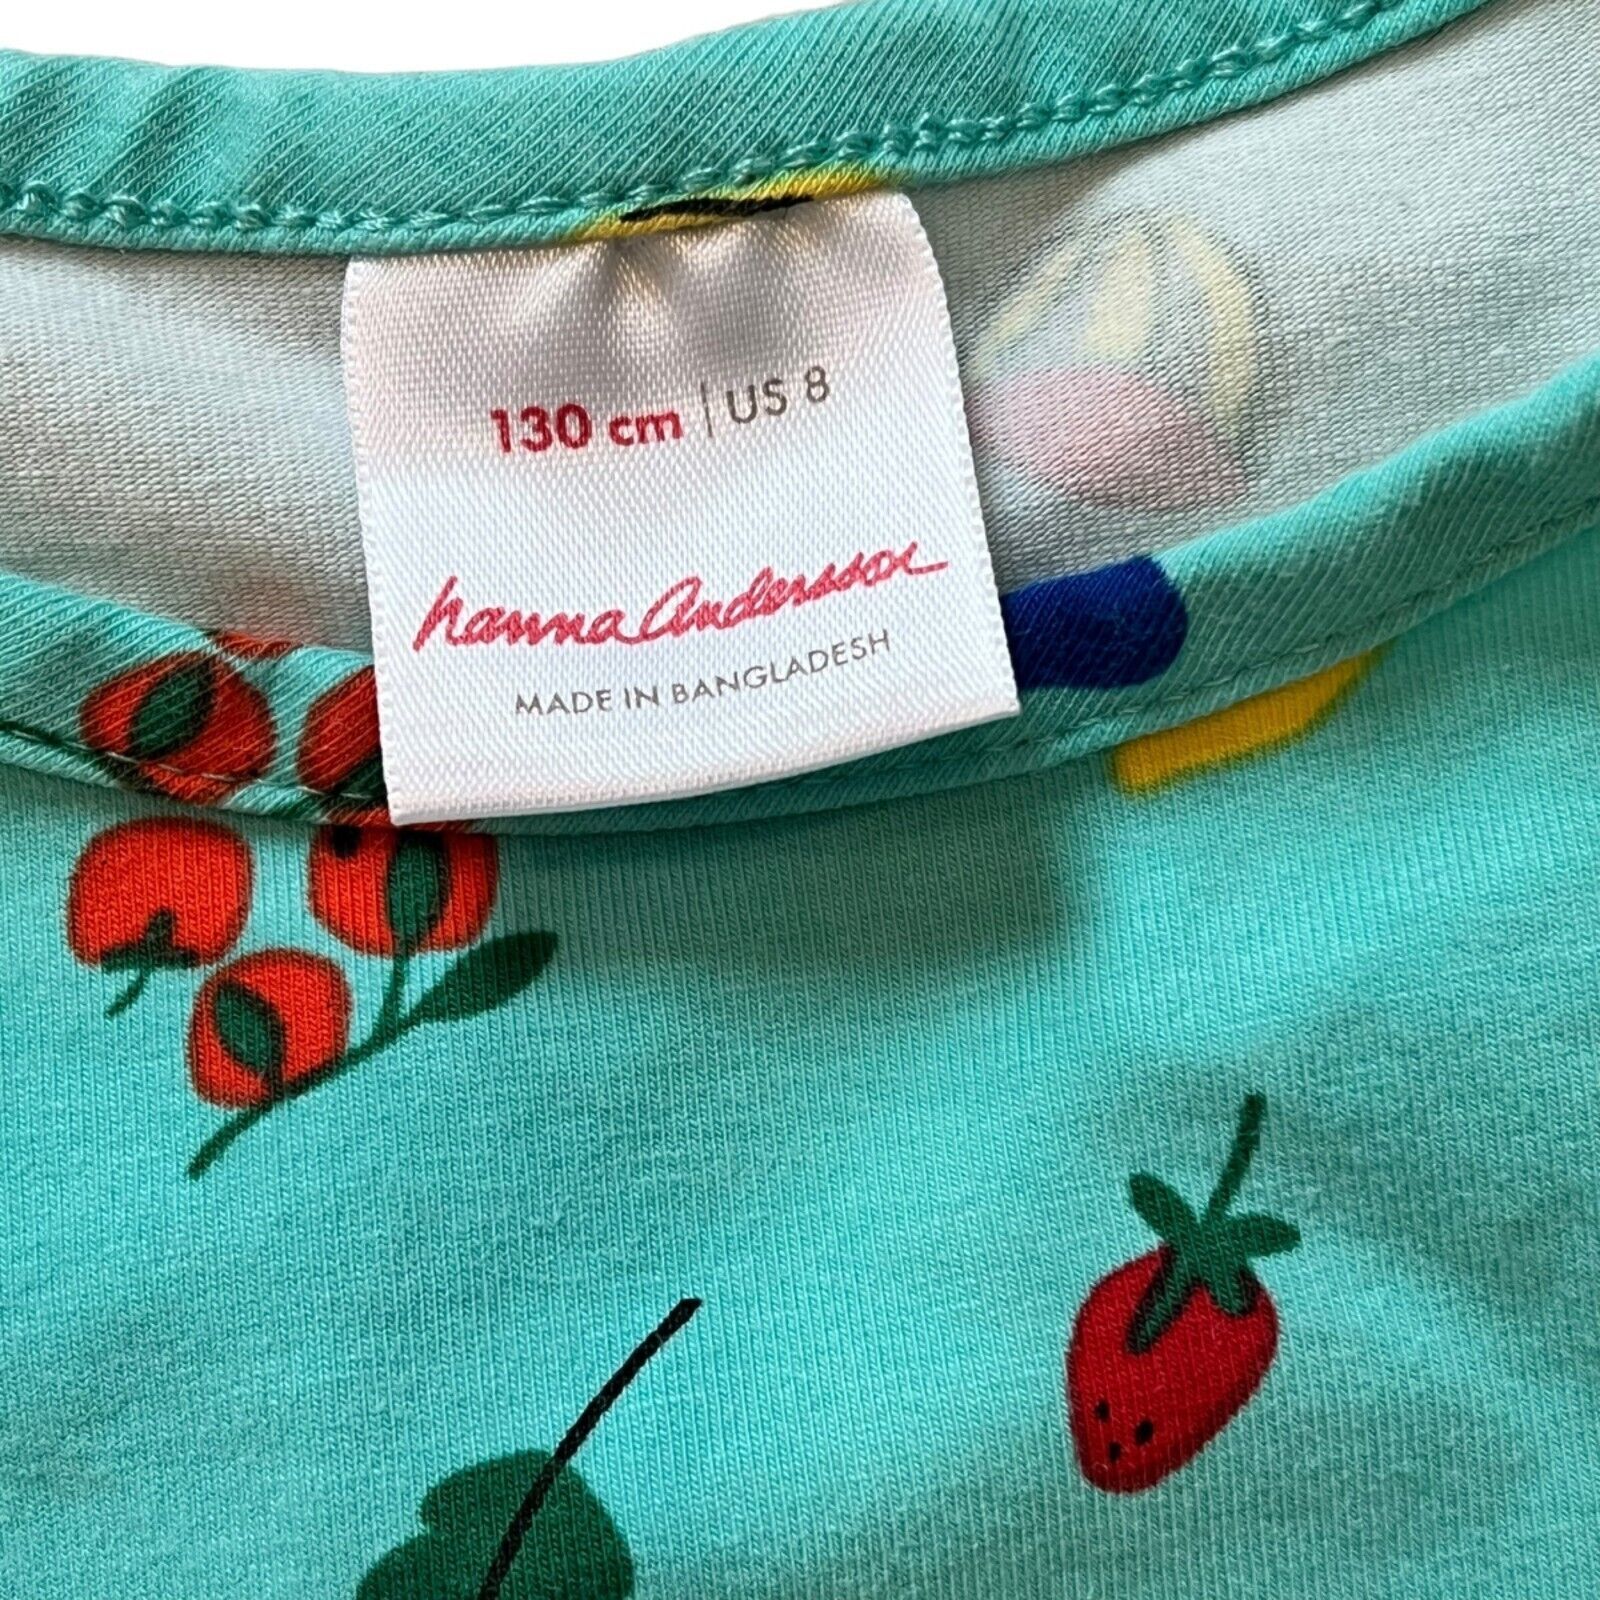 130 cm | US 8
hanna Andersson
MADE IN BANGLADESH